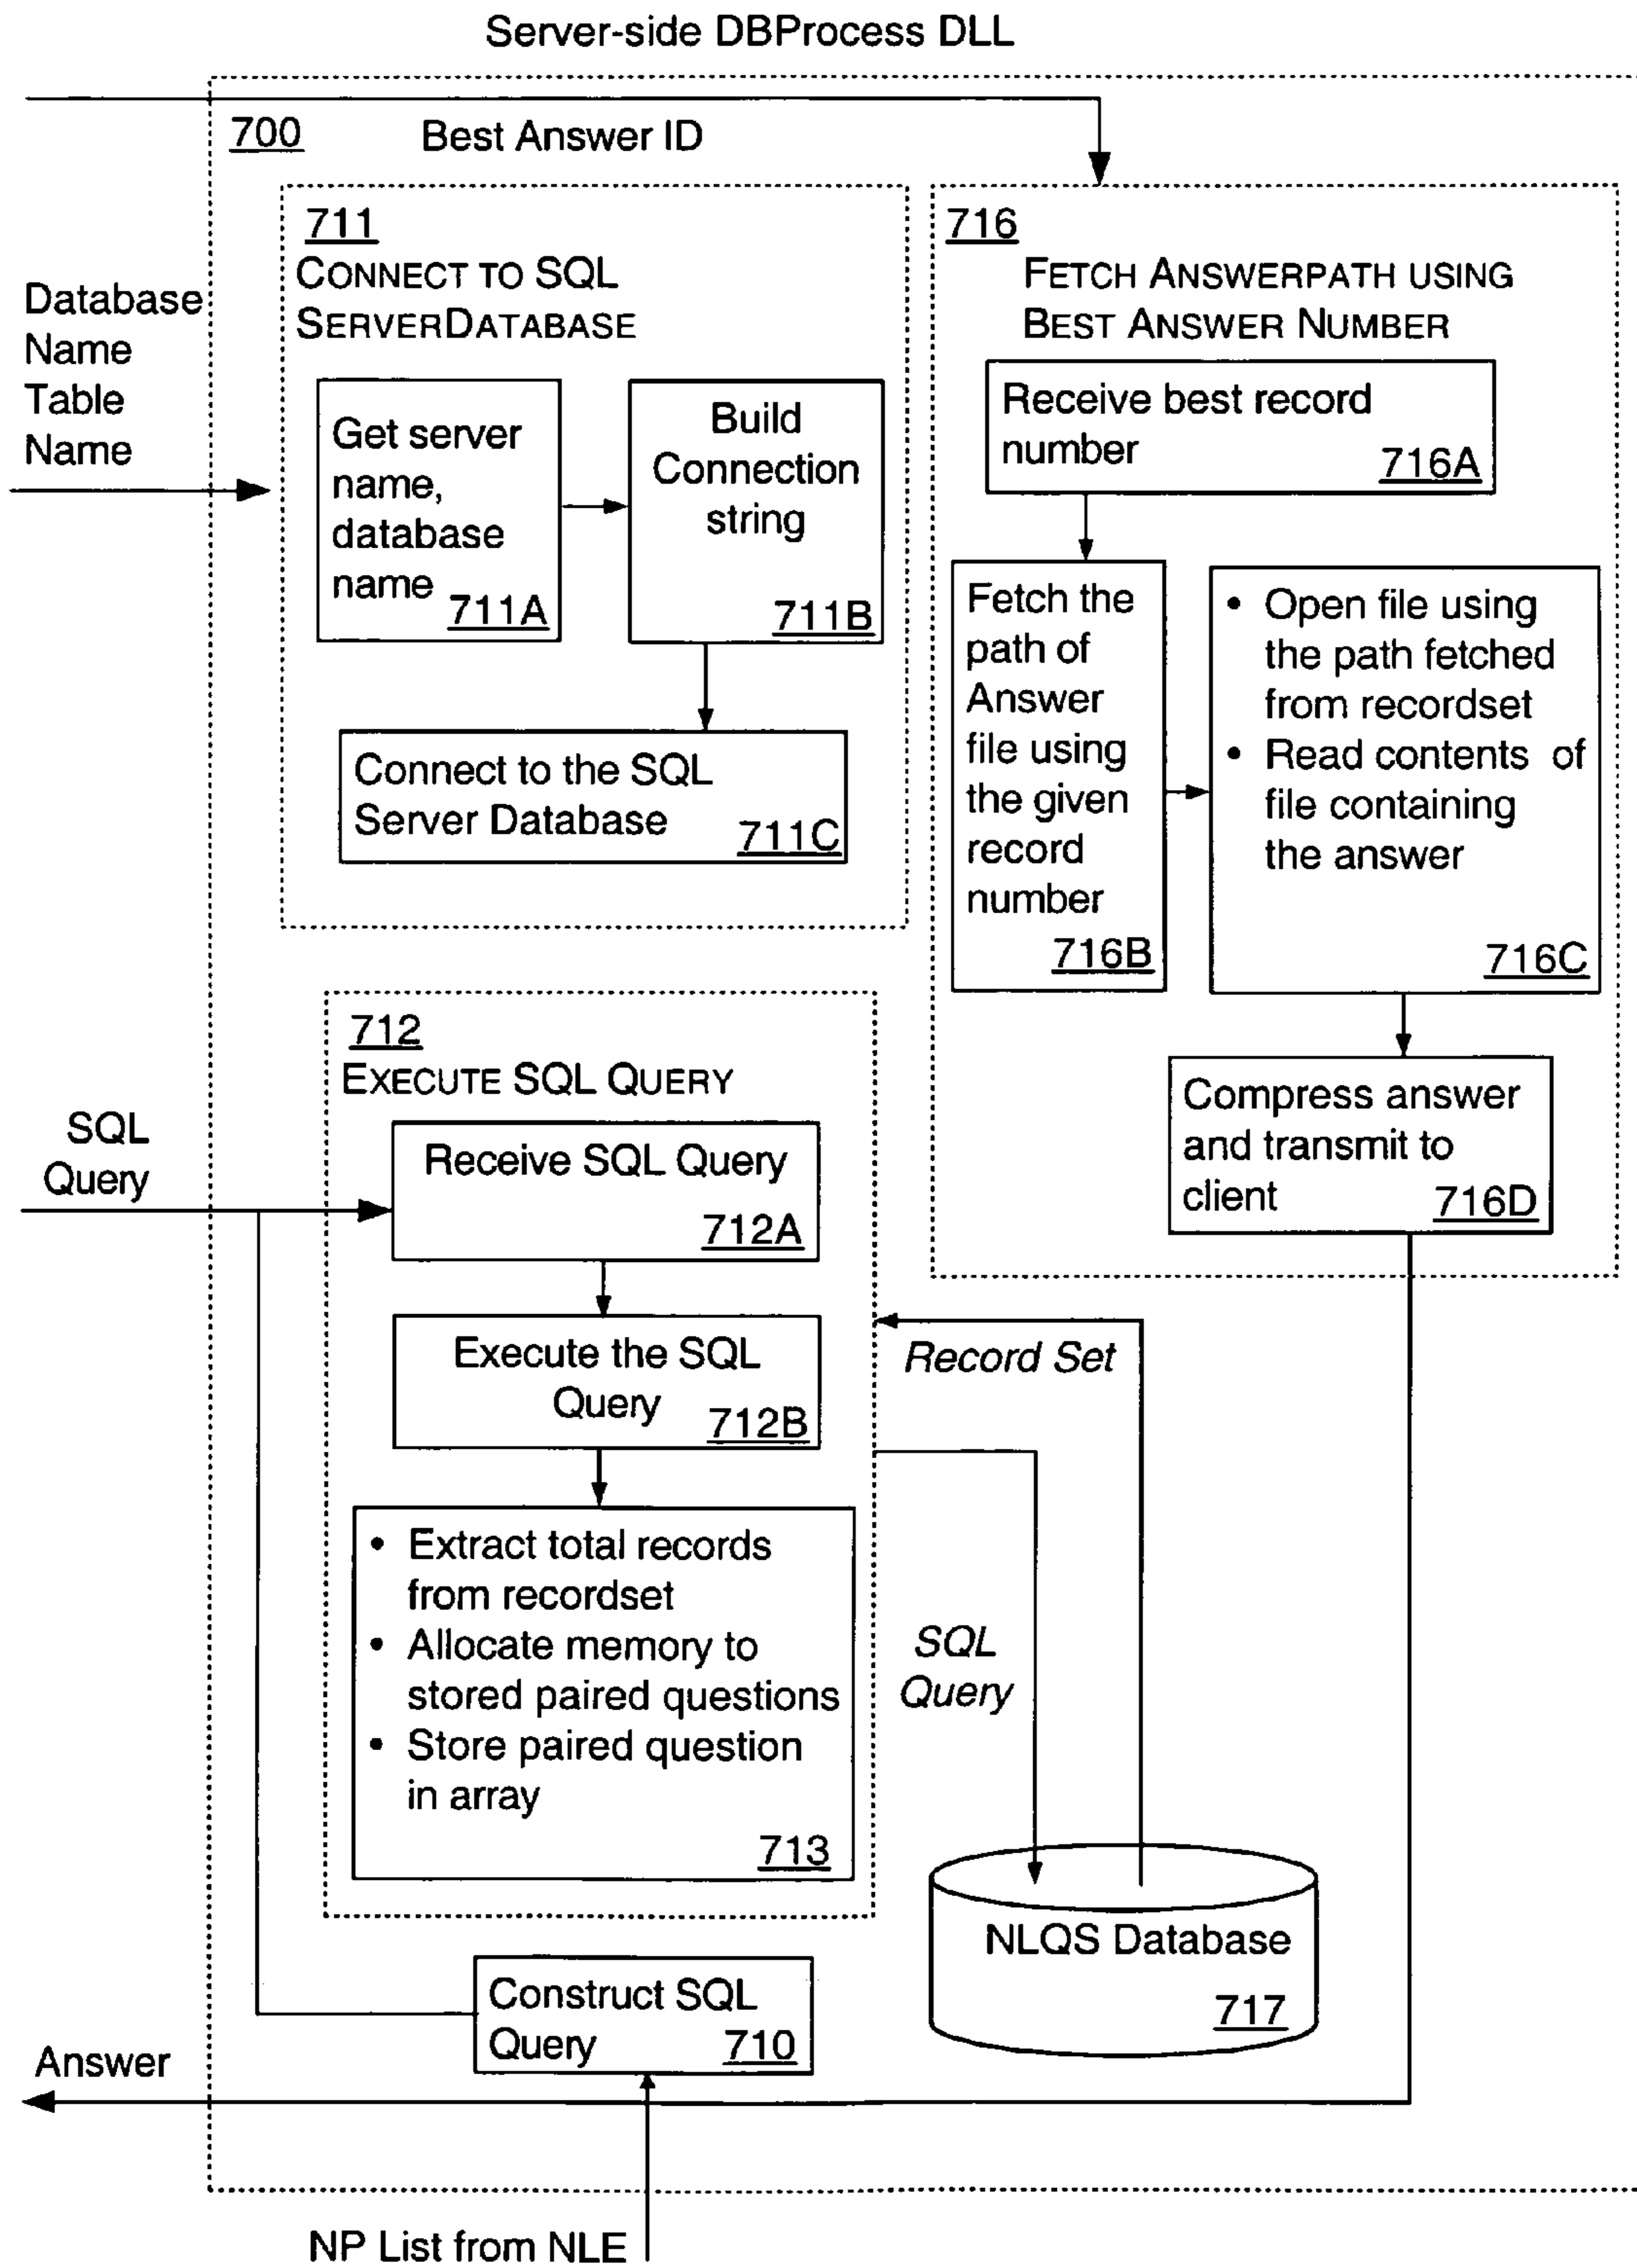 Server-side DBProcess DLL
700
Best Answer ID
Database
Name
Table
Name
711
CONNECT TO SQL
SERVERDATABASE
Get server
name,
database
name
711A
Build
Connection
string
711B
Connect to the SQL
Server Database
711C
716
FETCH ANSWERPATH USING
BEST ANSWER NUMBER
Receive best record
number
716A
Fetch the
path of
Answer
file using
the given
record
number
716B
• Open file using
the path fetched
from recordset
• Read contents of
file containing
the answer
716C
Compress answer
and transmit to
client
716D
SQL
Query
712
EXECUTE SQL QUERY
Receive SQL Query
712A
Execute the SQL
Query
712B
• Extract total records
from recordset
• Allocate memory to
stored paired questions
• Store paired question
in array
713
Record Set
SQL
Query
NLQS Database
717
Construct SQL
Query
710
Answer
NP List from NLE